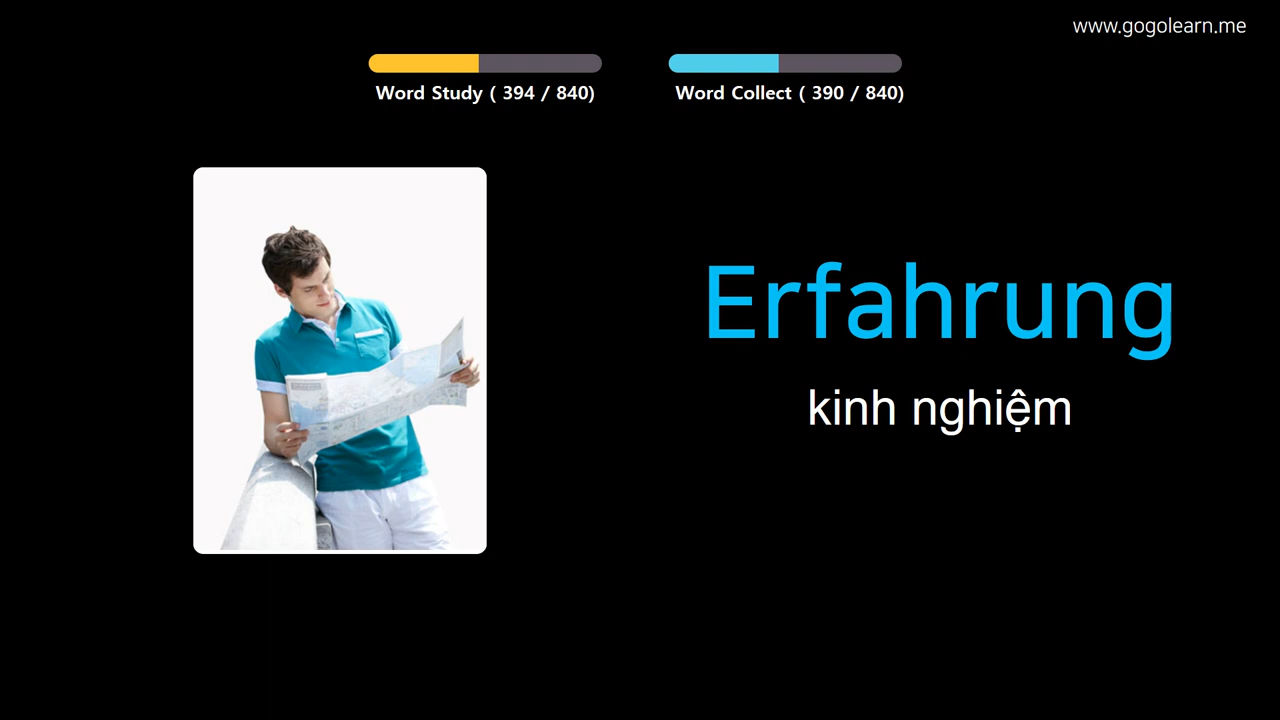 www.gogolearn.me
Word Study ( 394 / 840)
Word Collect ( 390 / 840)
Erfahrung
kinh nghiệm